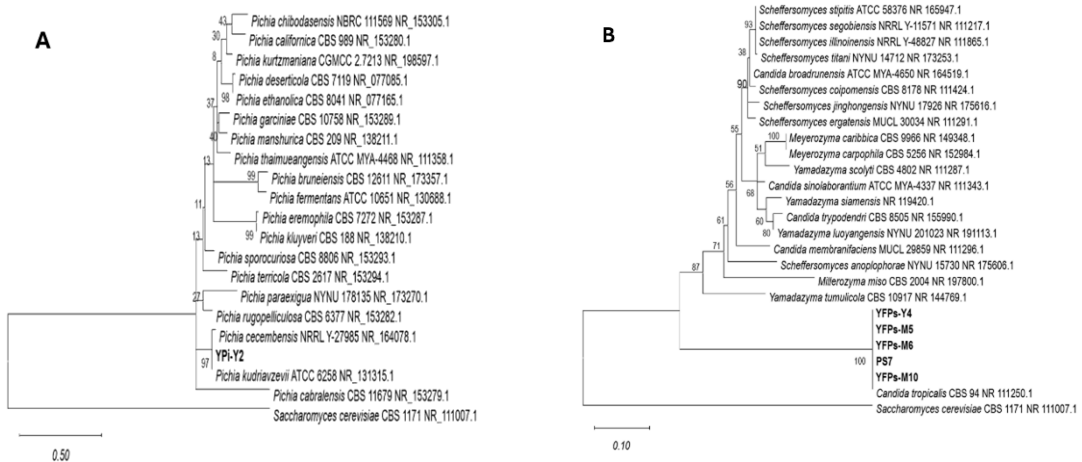 A
43
Pichia chibodasensis NBRC 111569 NR_153305.1
30
Pichia californica CBS 989 NR_153280.1
8
Pichia kurtzmaniana CGMCC 2.7213 NR_198597.1
Pichia deserticola CBS 7119 NR_077085.1
98
Pichia ethanolica CBS 8041 NR_077165.1
37
Pichia garciniae CBS 10758 NR_153289.1
40
Pichia manshurica CBS 209 NR_138211.1
13
Pichia thaimueangensis ATCC MYA-4468 NR_111358.1
99
Pichia bruneiensis CBS 12611 NR_173357.1
Pichia fermentans ATCC 10651 NR_130688.1
11
Pichia eremophila CBS 7272 NR_153287.1
99
Pichia kluyveri CBS 188 NR_138210.1
13
Pichia sporocuriosa CBS 8806 NR_153293.1
Pichia terricola CBS 2617 NR_153294.1
27
Pichia paraexigua NYNU 178135 NR_173270.1
Pichia rugopelliculosa CBS 6377 NR_153282.1
Pichia cecembensis NRRL Y-27985 NR_164078.1
97
YPi-Y2
Pichia kudriavzevii ATCC 6258 NR_131315.1
Pichia cabralensis CBS 11679 NR_153279.1
Saccharomyces cerevisiae CBS 1171 NR_111007.1
0.50
B
Scheffersomyces stipitis ATCC 58376 NR 165947.1
93
Scheffersomyces segobiensis NRRL Y-11571 NR 111217.1
Scheffersomyces illinoinensis NRRL Y-48827 NR 111865.1
38
Scheffersomyces titani NYNU 14712 NR 173253.1
Candida broadrunensis ATCC MYA-4650 NR 164519.1
90
Scheffersomyces coipomensis CBS 8178 NR 111424.1
Scheffersomyces jinghongensis NYNU 17926 NR 175616.1
Scheffersomyces ergatensis MUCL 30034 NR 111291.1
55
100
Meyerozyma caribbica CBS 9966 NR 149348.1
51
Meyerozyma carpophila CBS 5256 NR 152984.1
Yamadazyma scolyti CBS 4802 NR 111287.1
56
Candida sinolaborantium ATCC MYA-4337 NR 111343.1
68
Yamadazyma siamensis NR 119420.1
61
60
Candida trypodendri CBS 8505 NR 155990.1
80
Yamadazyma luoyangensis NYNU 201023 NR 191113.1
71
Candida membranifaciens MUCL 29859 NR 111296.1
87
Scheffersomyces anoplophorae NYNU 15730 NR 175606.1
Millerozyma miso CBS 2004 NR 197800.1
Yamadazyma tumulicola CBS 10917 NR 144769.1
YFPs-Y4
YFPs-M5
YFPs-M6
100
PS7
YFPs-M10
Candida tropicalis CBS 94 NR 111250.1
Saccharomyces cerevisiae CBS 1171 NR 111007.1
0.10